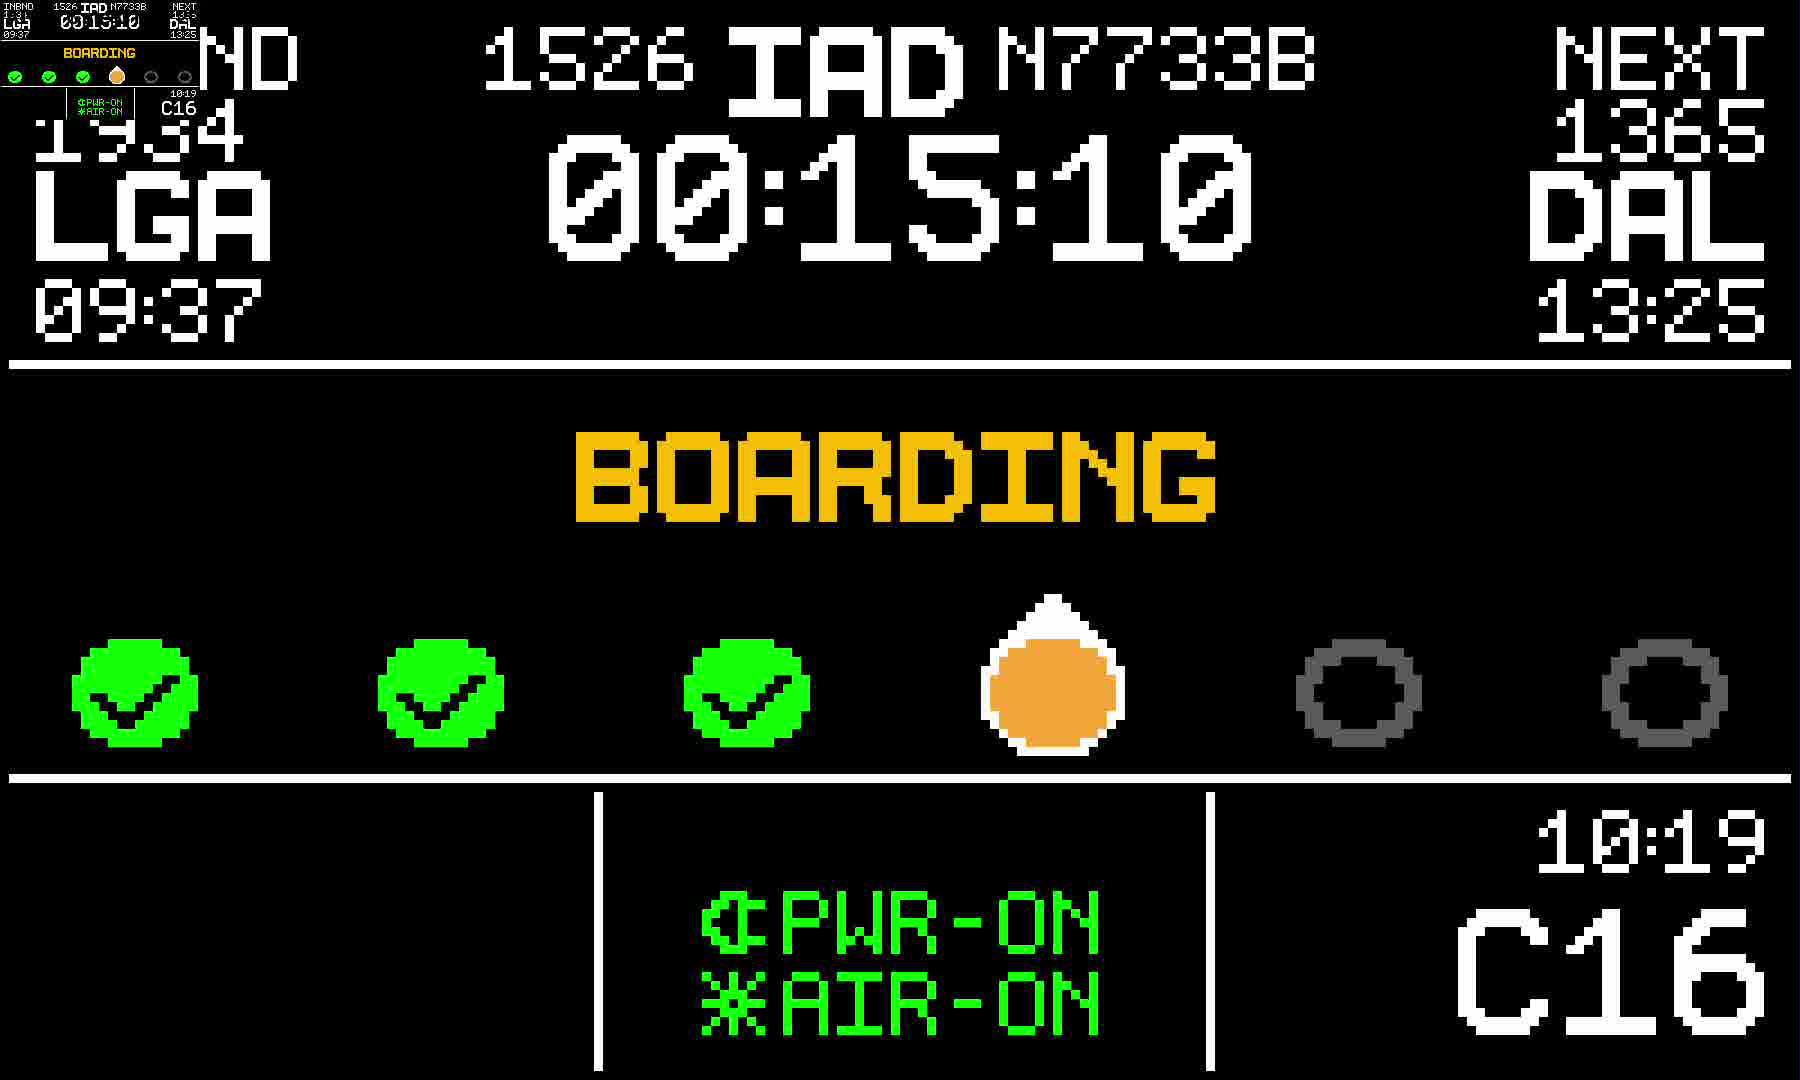 INBND 1526 IAD N7733B NEXT
LGA 00:15:10 DAL
09:37 13:25
BOARDING
PWR-ON 10:19
AIR-ON C16
ND 1526 IAD N7733B NEXT
1934 1365
LGA 00:15:10 DAL
09:37 13:25
BOARDING
10:19
PWR-ON
AIR-ON
C16